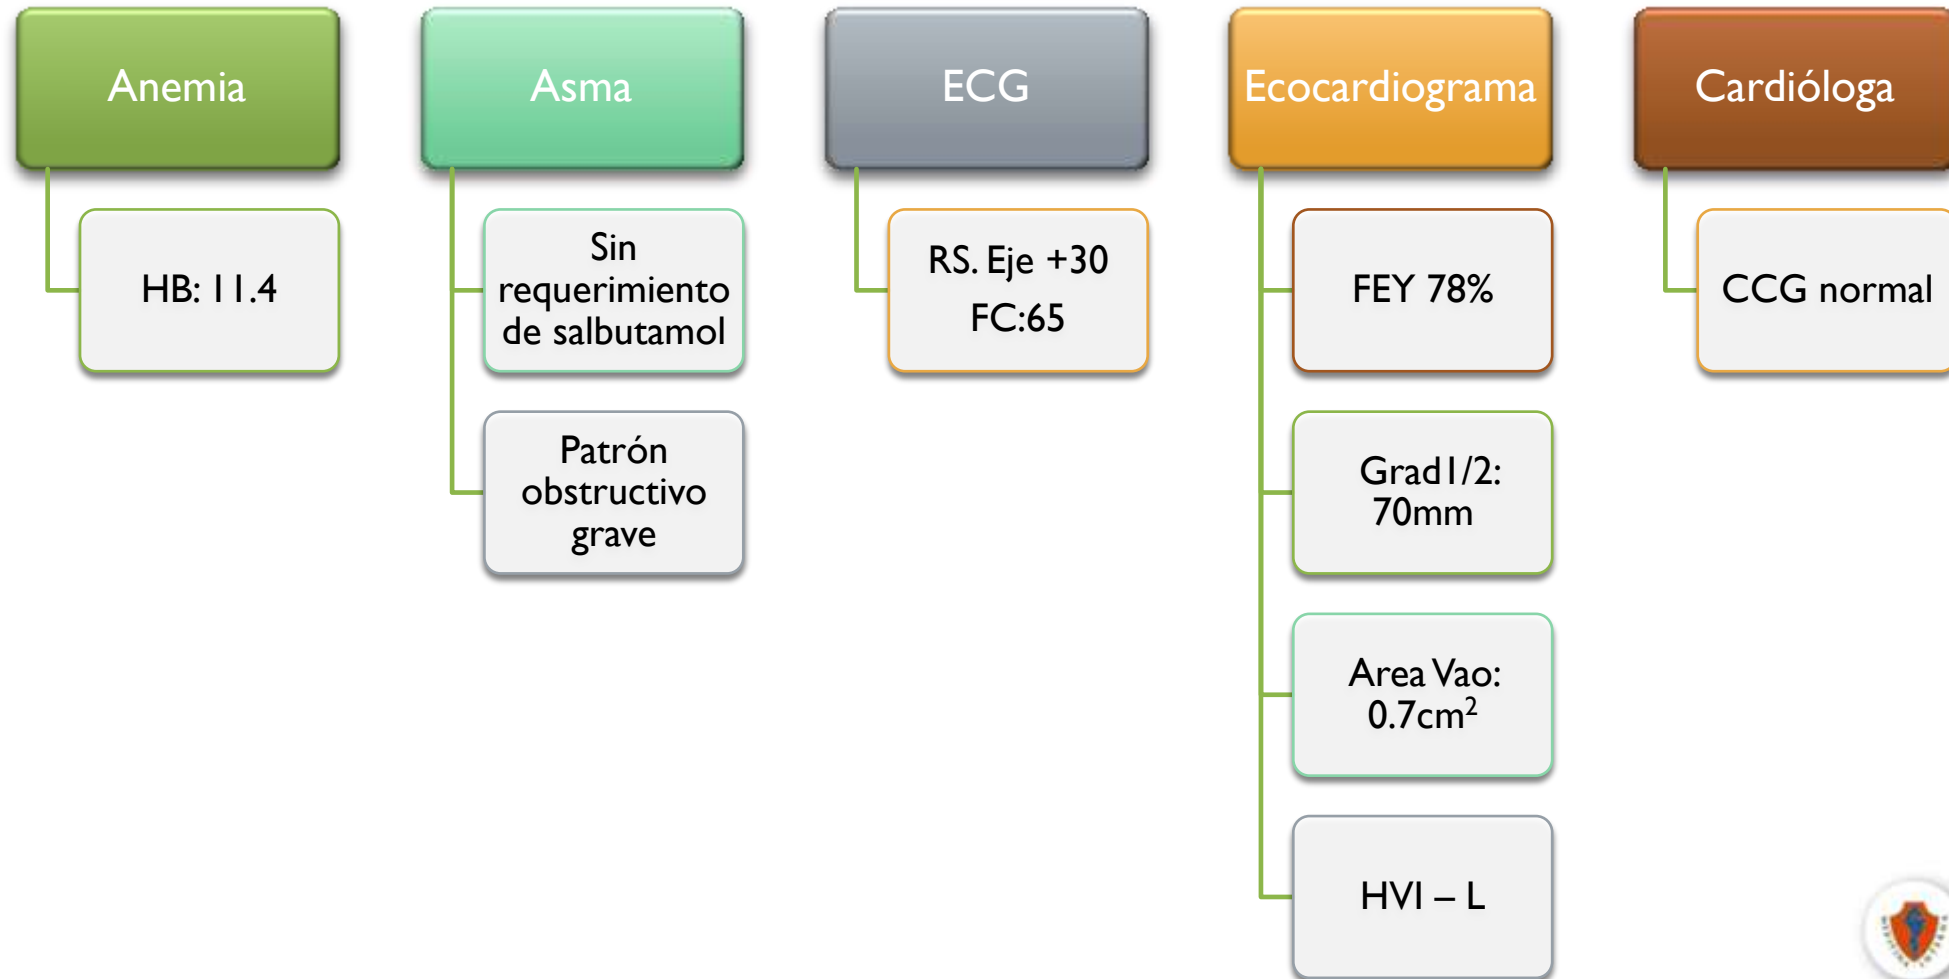 Anemia
HB: 11.4
Asma
Sin
requerimiento
de salbutamol
Patrón
obstructivo
grave
ECG
RS. Eje +30
FC:65
Ecocardiograma
FEY 78%
Grad1/2:
70mm
Area Vao:
0.7cm²
HVI – L
Cardióloga
CCG normal